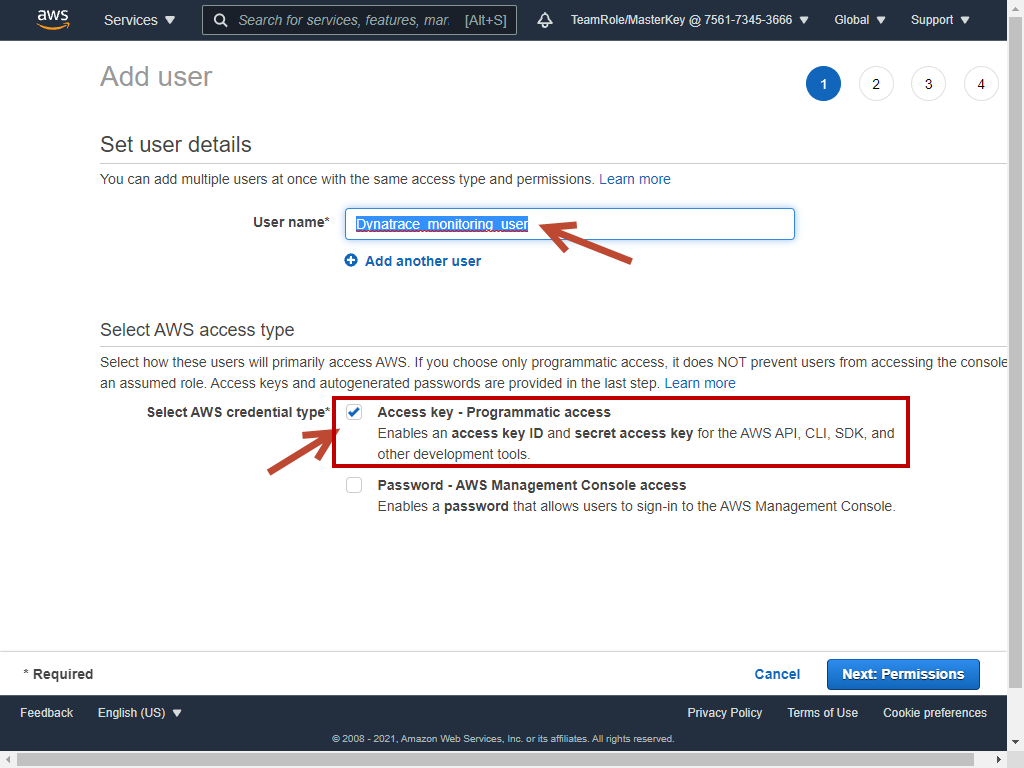 aws Services Search for services, features, mar [Alt+S] TeamRole/MasterKey @ 7561-7345-3666 Global Support
Add user
1 2 3 4
Set user details
You can add multiple users at once with the same access type and permissions. Learn more
User name* Dynatrace_monitoring_user
Add another user
Select AWS access type
Select how these users will primarily access AWS. If you choose only programmatic access, it does NOT prevent users from accessing the console
an assumed role. Access keys and autogenerated passwords are provided in the last step. Learn more
Select AWS credential type* Access key - Programmatic access
Enables an access key ID and secret access key for the AWS API, CLI, SDK, and
other development tools.
Password - AWS Management Console access
Enables a password that allows users to sign-in to the AWS Management Console.
* Required Cancel Next: Permissions
Feedback English (US) Privacy Policy Terms of Use Cookie preferences
© 2008 - 2021, Amazon Web Services, Inc. or its affiliates. All rights reserved.